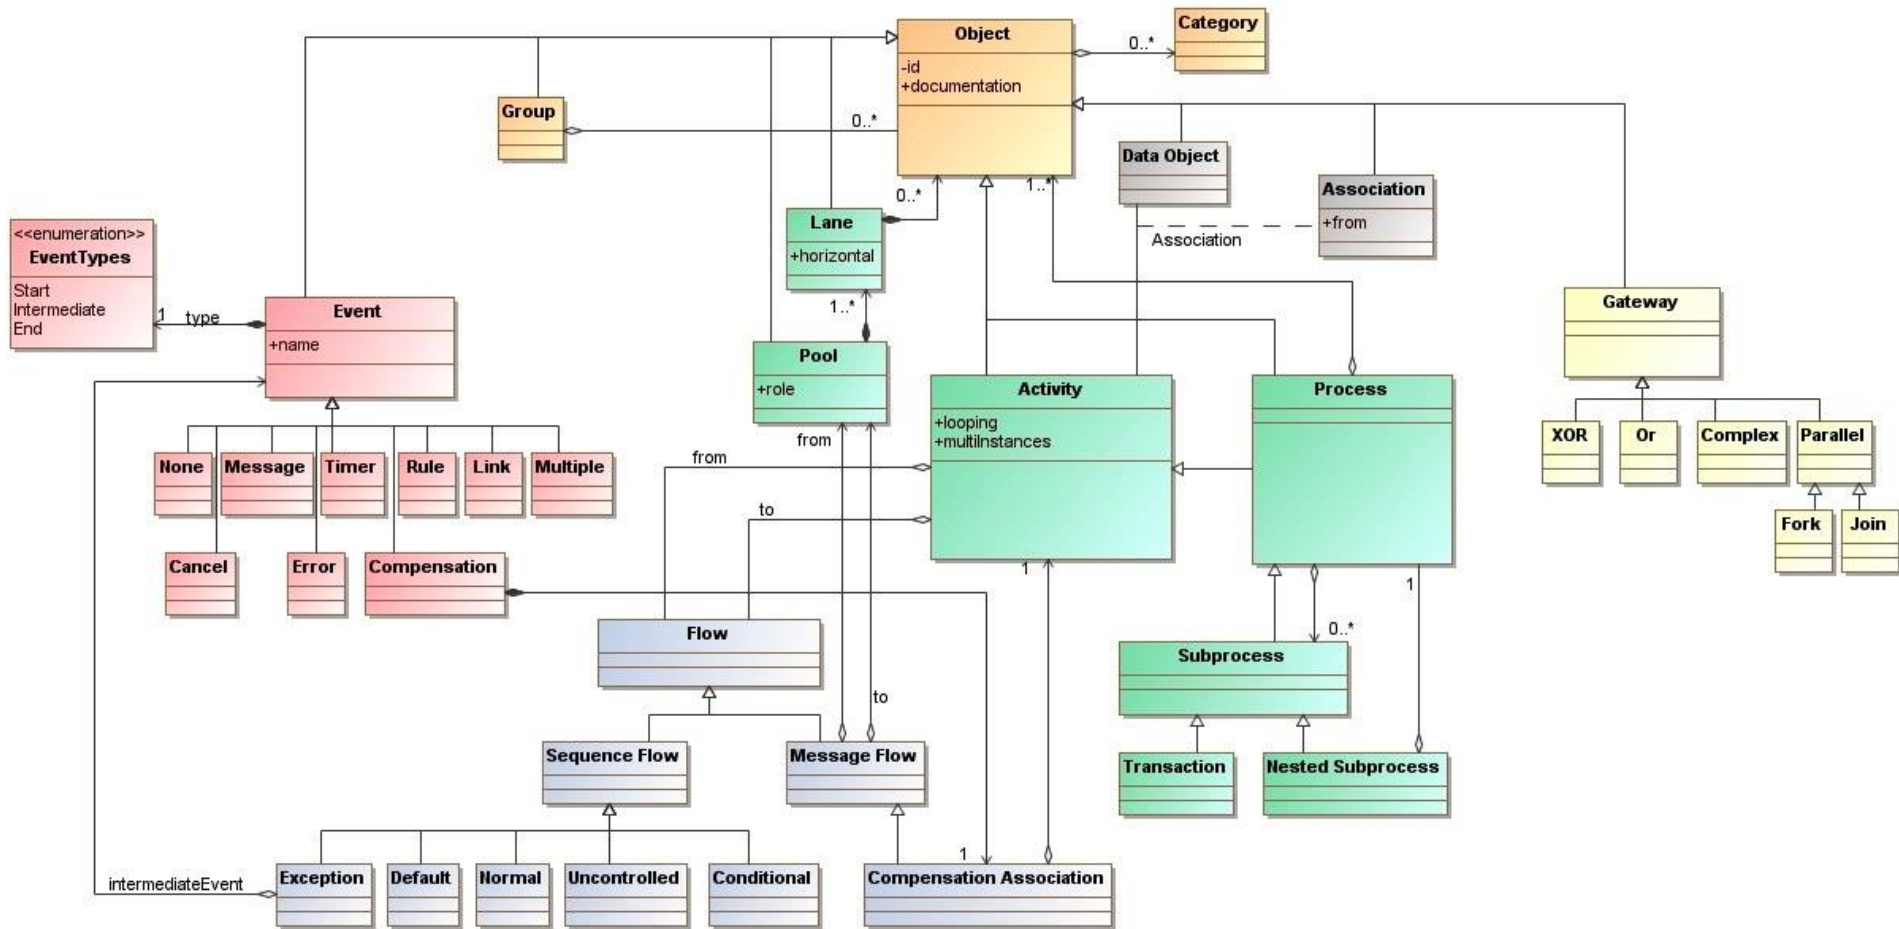 Object
-id
+documentation
0..*
Category
Group
0..*
Data Object
Association
+from
Association
1..*
0..*
Lane
+horizontal
1..*
Pool
+role
<<enumeration>>
EventTypes
Start
Intermediate
End
1
type
Event
+name
Gateway
Activity
+looping
+multiInstances
Process
XOR
Or
Complex
Parallel
Fork
Join
None
Message
Timer
Rule
Link
Multiple
Cancel
Error
Compensation
from
from
to
to
1
1
0..*
Flow
Subprocess
Sequence Flow
Message Flow
Transaction
Nested Subprocess
intermediateEvent
Exception
Default
Normal
Uncontrolled
Conditional
1
Compensation Association